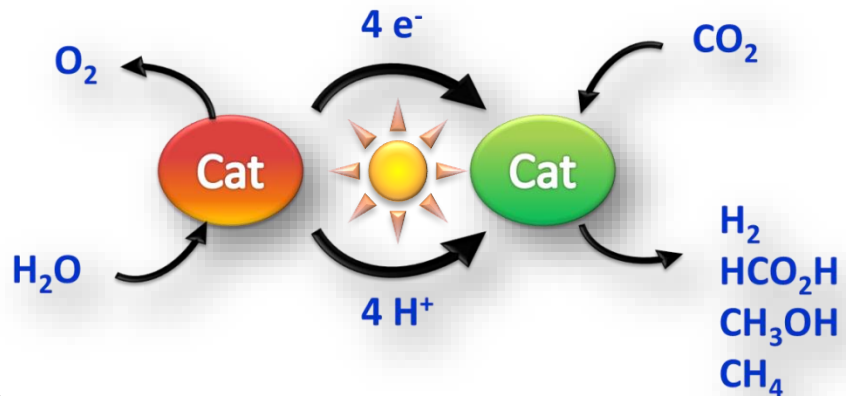 4 e⁻
O₂
CO₂
Cat
Cat
H₂O
4 H⁺
H₂
HCO₂H
CH₃OH
CH₄